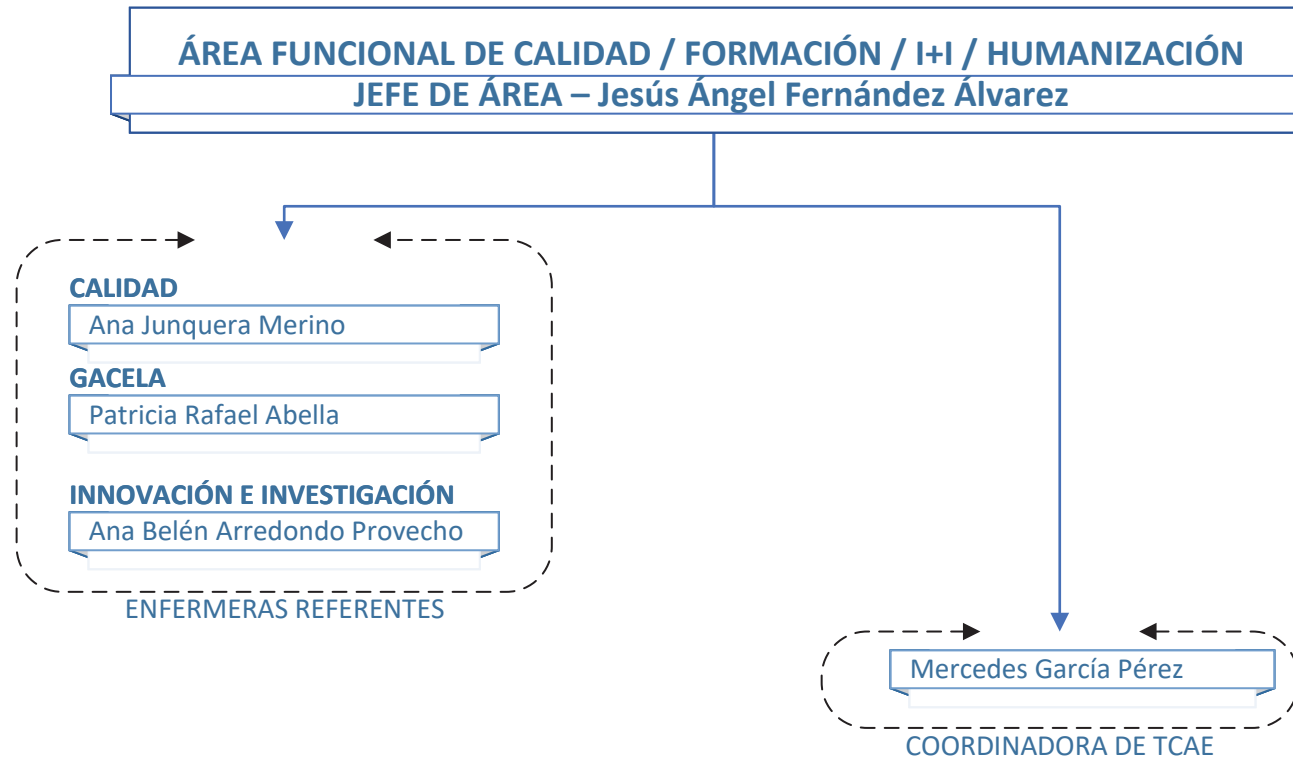 ÁREA FUNCIONAL DE CALIDAD / FORMACIÓN / I+I / HUMANIZACIÓN
JEFE DE ÁREA – Jesús Ángel Fernández Álvarez
CALIDAD
Ana Junquera Merino
GACELA
Patricia Rafael Abella
INNOVACIÓN E INVESTIGACIÓN
Ana Belén Arredondo Provecho
ENFERMERAS REFERENTES
Mercedes García Pérez
COORDINADORA DE TCAE